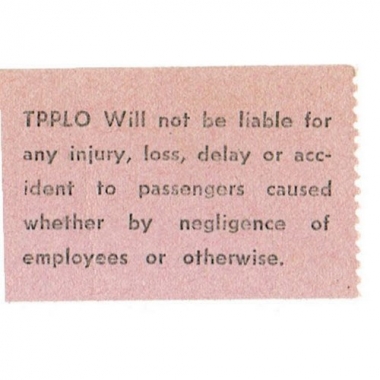 TPPLO Will not be liable for
any injury, loss, delay or acc-
ident to passengers caused
whether by negligence of
employees or otherwise.